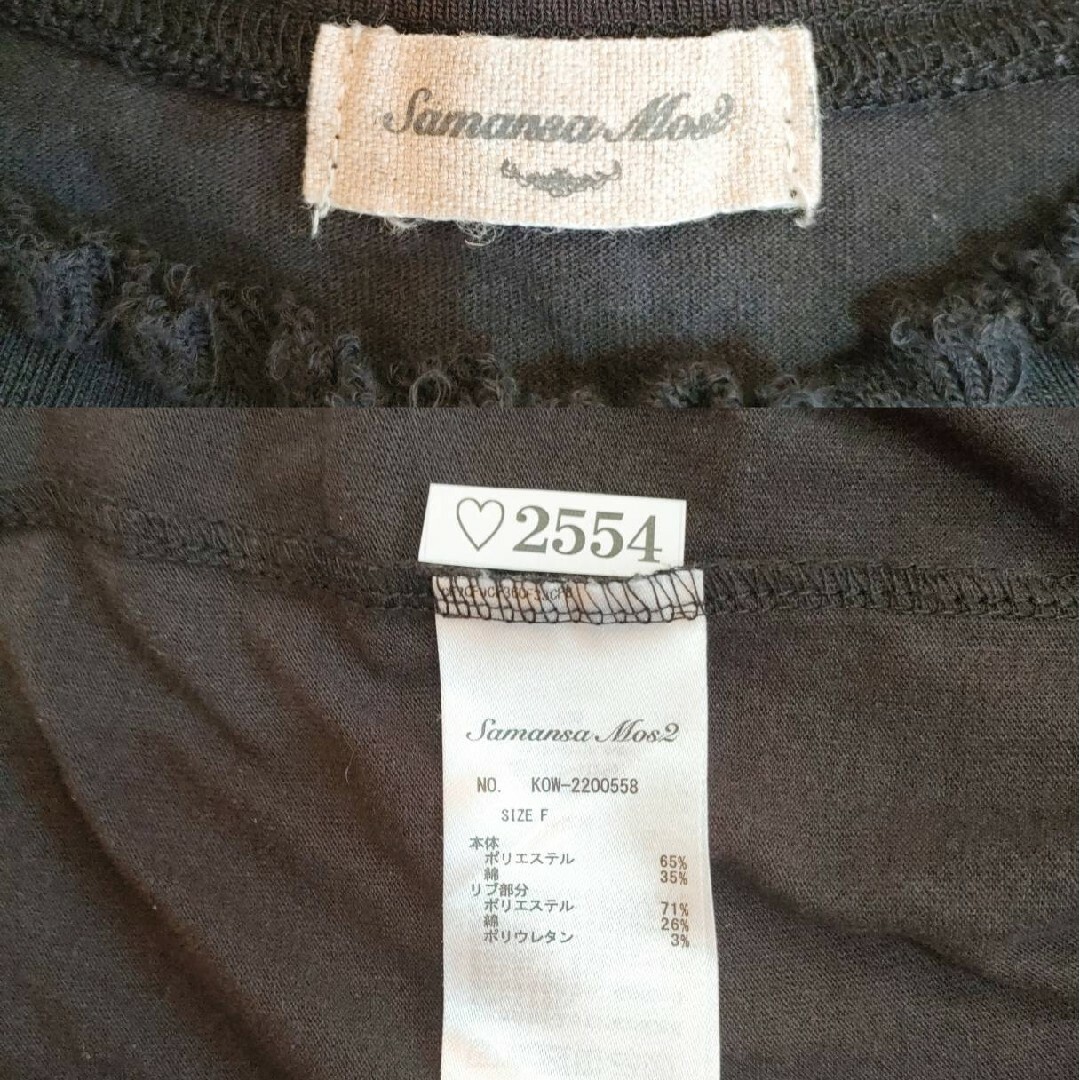 Samansa Mos2
♡2554
Samansa Mos2
NO. KOW-2200558
SIZE F
本体
ポリエステル 65%
綿 35%
リブ部分
ポリエステル 71%
綿 26%
ポリウレタン 3%